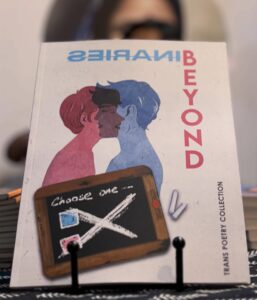 BINARIES
BEYOND
Choose one...
TRANS POETRY COLLECTION